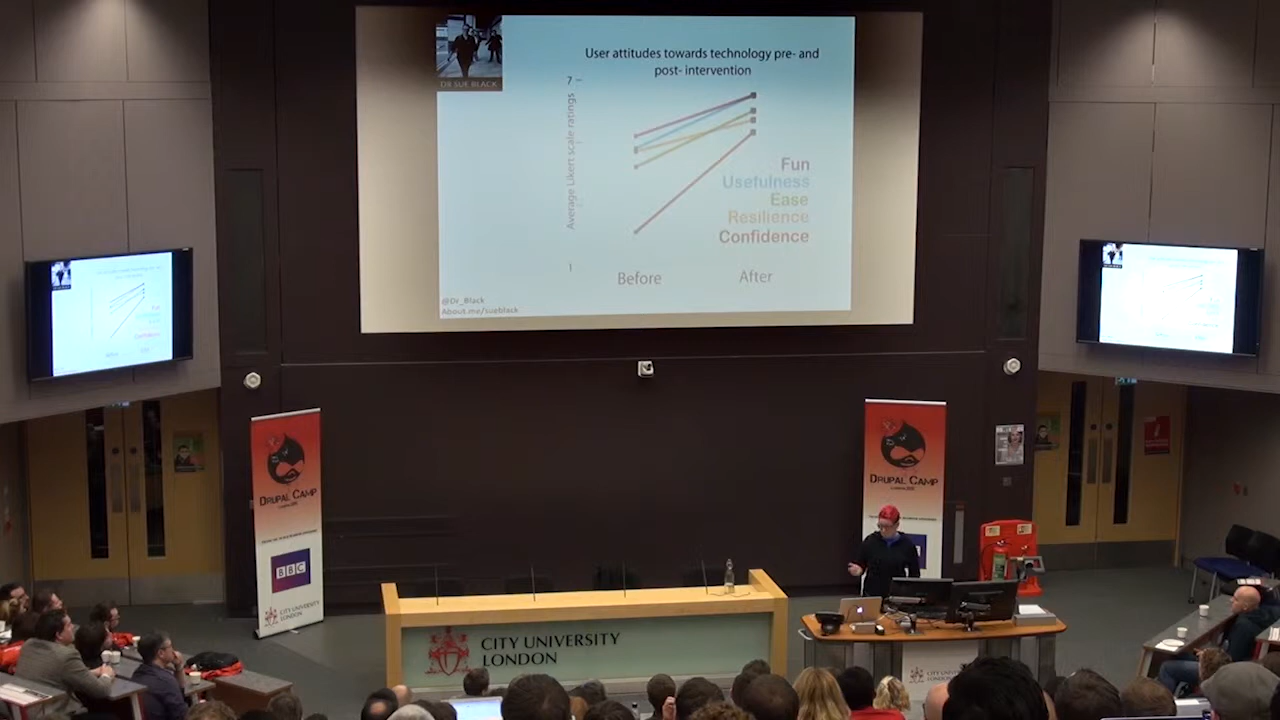 DR SUE BLACK
User attitudes towards technology pre- and
post- intervention
7
Average Likert scale ratings
1
Fun
Usefulness
Ease
Resilience
Confidence
Before
After
@Dr_Black
About.me/sueblack
DRUPAL CAMP
BBC
CITY UNIVERSITY
LONDON
DRUPAL CAMP
CITY UNIVERSITY
LONDON